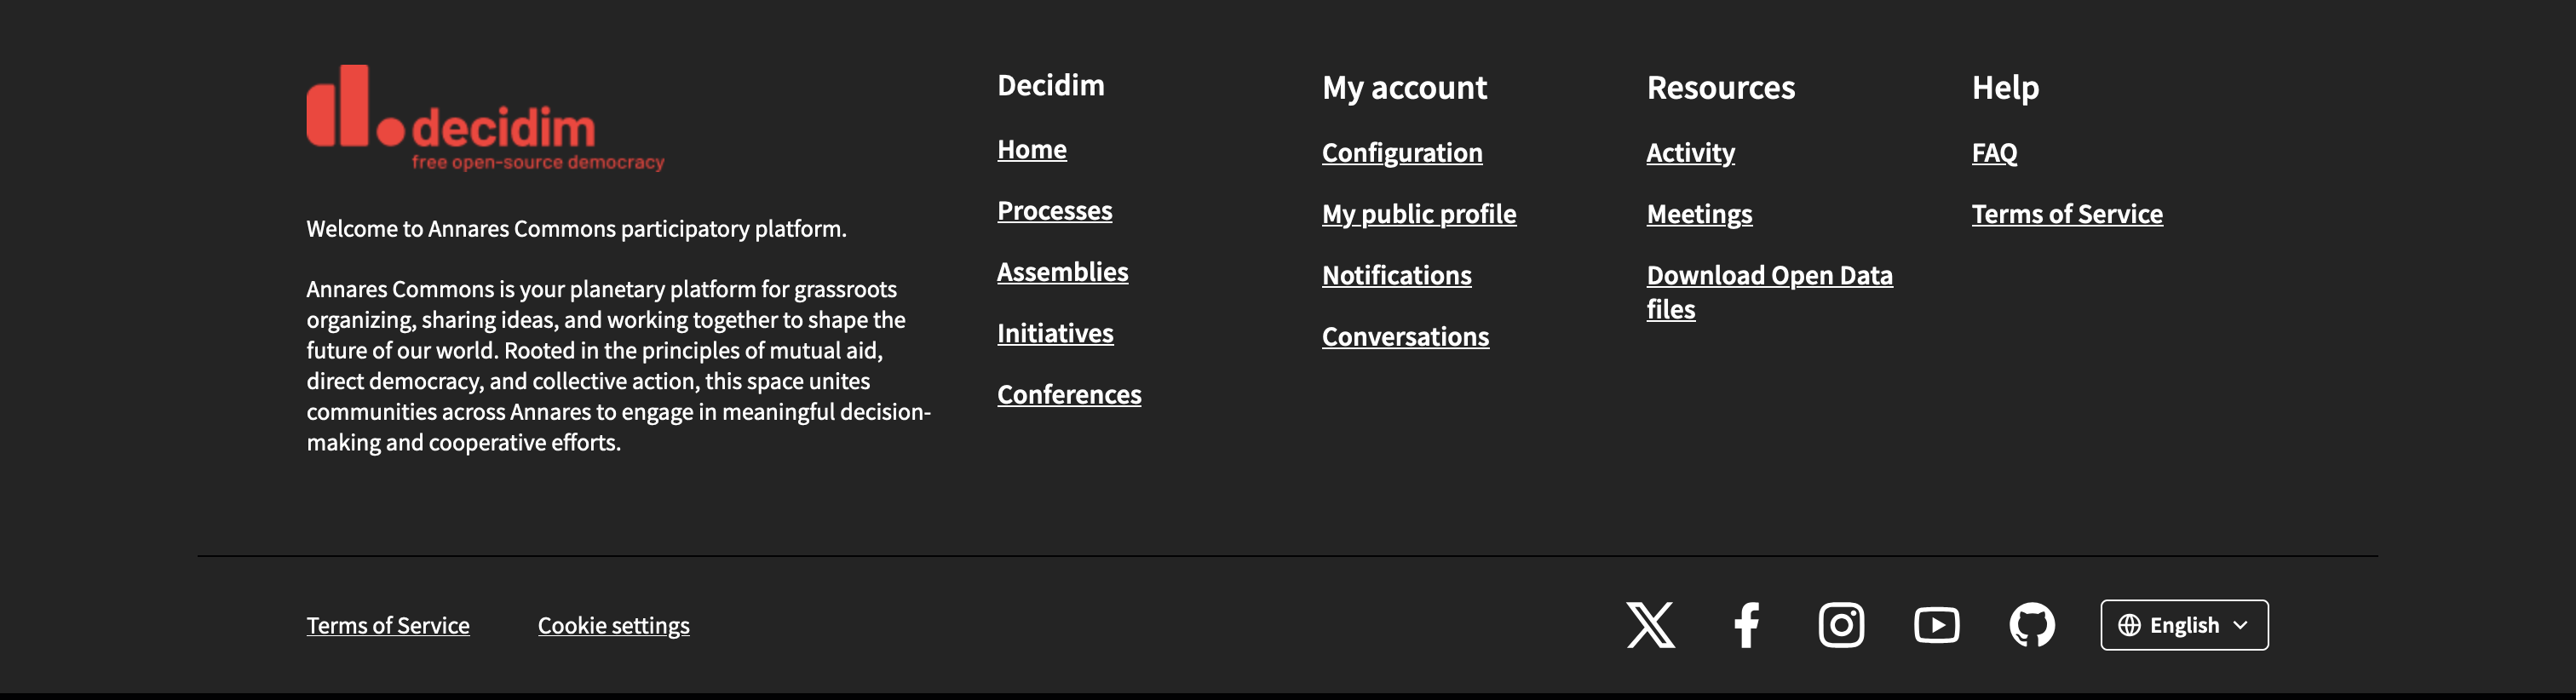 decidim
free open-source democracy
Welcome to Annares Commons participatory platform.
Annares Commons is your planetary platform for grassroots
organizing, sharing ideas, and working together to shape the
future of our world. Rooted in the principles of mutual aid,
direct democracy, and collective action, this space unites
communities across Annares to engage in meaningful decision-
making and cooperative efforts.
Decidim
Home
Processes
Assemblies
Initiatives
Conferences
My account
Configuration
My public profile
Notifications
Conversations
Resources
Activity
Meetings
Download Open Data
files
Help
FAQ
Terms of Service
Terms of Service
Cookie settings
English